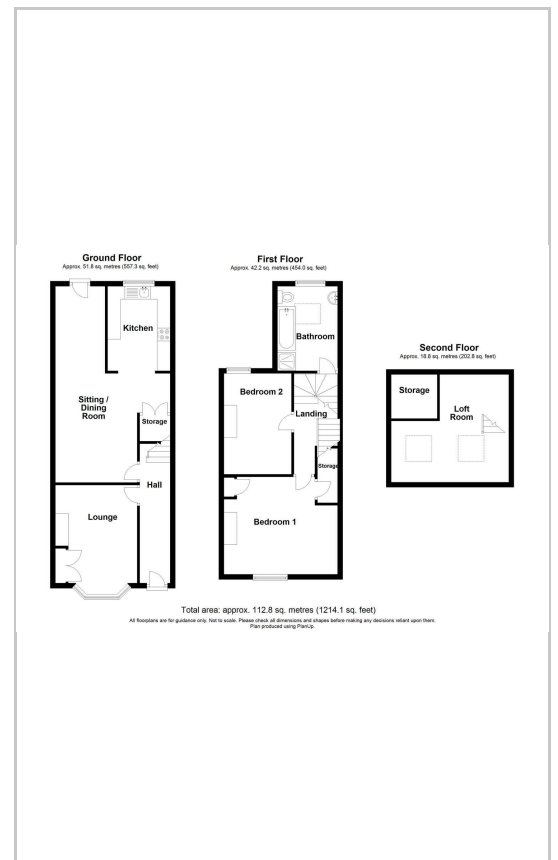 Ground Floor
Approx. 51.8 sq. metres (557.3 sq. feet)
Kitchen
Sitting /
Dining
Room
Storage
Hall
Lounge
First Floor
Approx. 42.2 sq. metres (454.0 sq. feet)
Bathroom
Bedroom 2
Landing
Storage
Bedroom 1
Second Floor
Approx. 18.8 sq. metres (202.8 sq. feet)
Storage
Loft
Room
Total area: approx. 112.8 sq. metres (1214.1 sq. feet)
All floorplans are for guidance only. Not to scale. Please check all dimensions and shapes before making any decisions reliant upon them.
Plan produced using PlanUp.